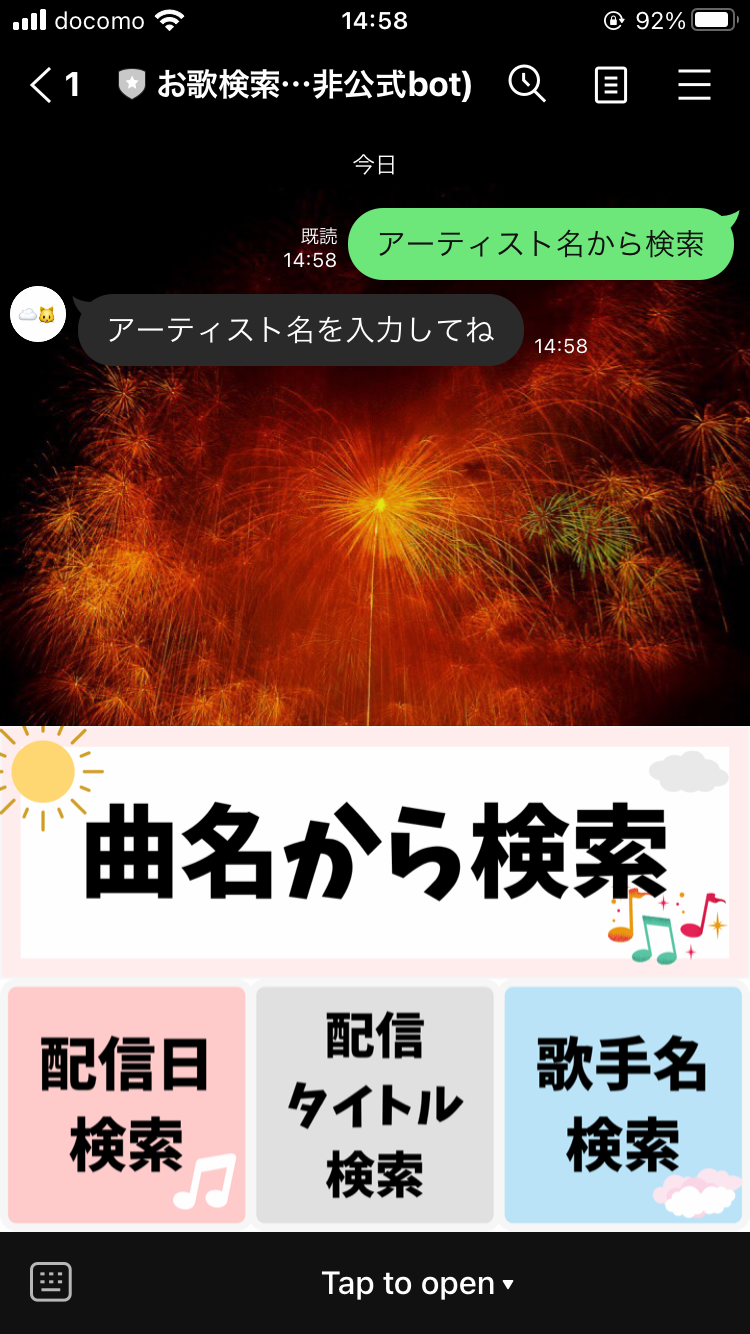 docomo 14:58 92%
1 お歌検索…非公式bot)
今日
アーティスト名から検索
既読
14:58
アーティスト名を入力してね
14:58
曲名から検索
配信日
検索
配信
タイトル
検索
歌手名
検索
Tap to open